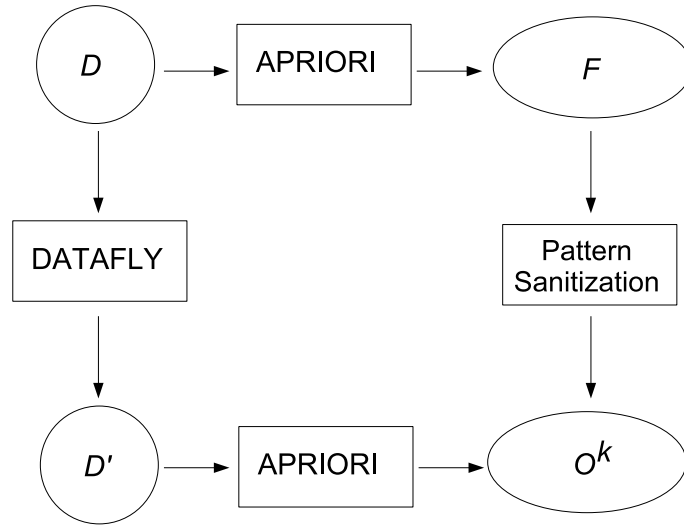 D
APRIORI
F
DATAFLY
Pattern
Sanitization
D'
APRIORI
O^k